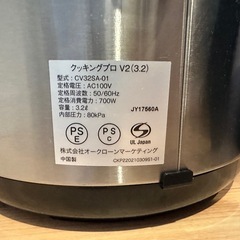 クッキングプロ V2(3.2)
型式：CV32SA-01
定格電圧：AC100V
定格周波数：50/60Hz
定格消費電力：700W
容量：3.2ℓ
内部圧力：80kPa
JY17560A
PS
E
PS
C
UL Japan
株式会社オークローンマーケティング
中国製
CKP22021030901-01